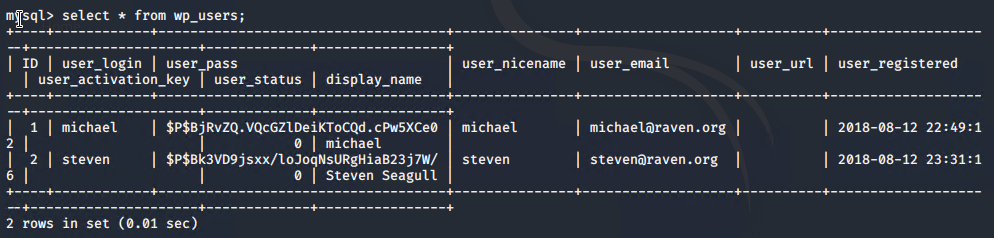 mysql> select * from wp_users;
+----+------------+------------------------------------+---------------+-------------------+----------+-------------------
--+---------------------+-------------+----------------+
| ID | user_login | user_pass                          | user_nicename | user_email        | user_url | user_registered
  | user_activation_key | user_status | display_name   |
+----+------------+------------------------------------+---------------+-------------------+----------+-------------------
--+---------------------+-------------+----------------+
|  1 | michael    | $P$BjRvZQ.VQcGZlDeiKToCQd.cPw5XCe0 | michael       | michael@raven.org |          | 2018-08-12 22:49:1
2 |                     |           0 | michael        |
|  2 | steven     | $P$Bk3VD9jsxx/loJoqNsURgHiaB23j7W/ | steven        | steven@raven.org  |          | 2018-08-12 23:31:1
6 |                     |           0 | Steven Seagull |
+----+------------+------------------------------------+---------------+-------------------+----------+-------------------
--+---------------------+-------------+----------------+
2 rows in set (0.01 sec)